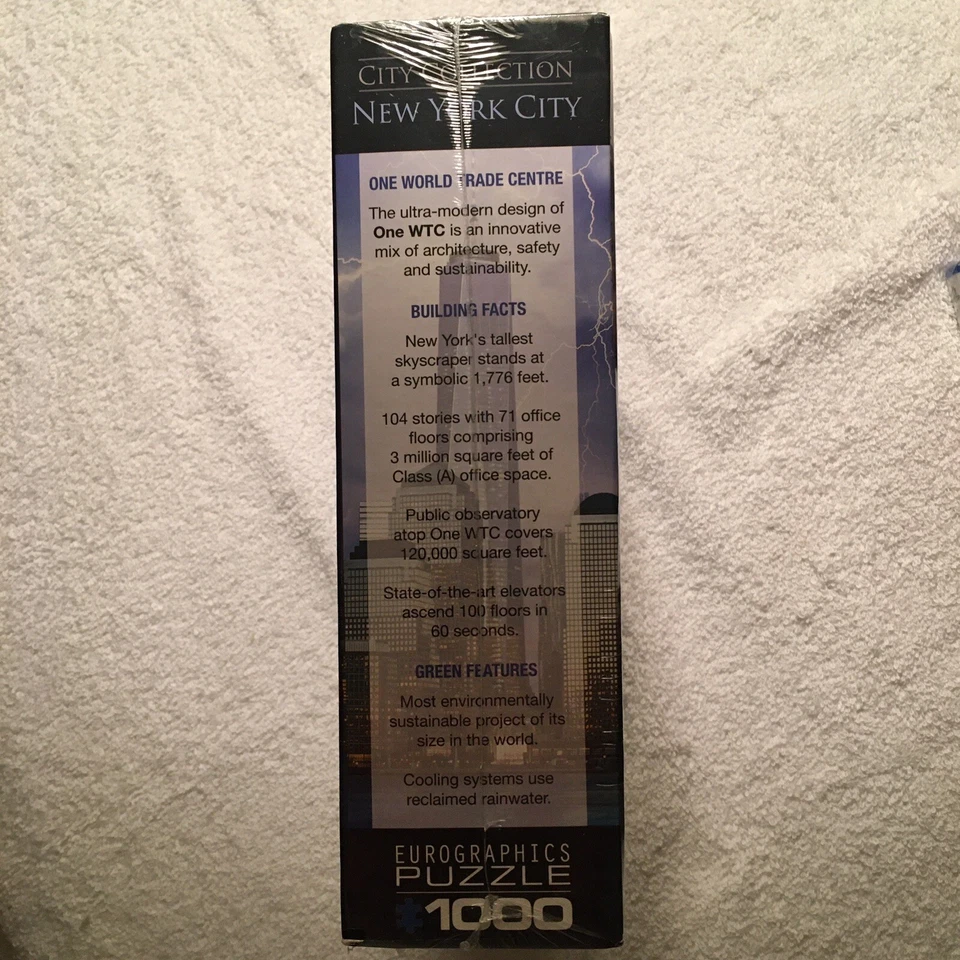 CITY COLLECTION
NEW YORK CITY
ONE WORLD TRADE CENTRE
The ultra-modern design of
One WTC is an innovative
mix of architecture, safety
and sustainability.
BUILDING FACTS
New York's tallest
skyscraper stands at
a symbolic 1,776 feet.
104 stories with 71 office
floors comprising
3 million square feet of
Class (A) office space.
Public observatory
atop One WTC covers
120,000 square feet.
State-of-the-art elevators
ascend 100 floors in
60 seconds.
GREEN FEATURES
Most environmentally
sustainable project of its
size in the world.
Cooling systems use
reclaimed rainwater.
EUROGRAPHICS
PUZZLE
1000